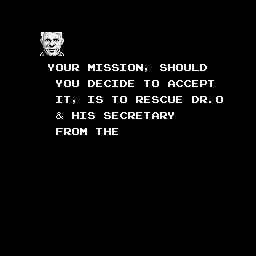 YOUR MISSION, SHOULD
YOU DECIDE TO ACCEPT
IT, IS TO RESCUE DR.O
& HIS SECRETARY
FROM THE